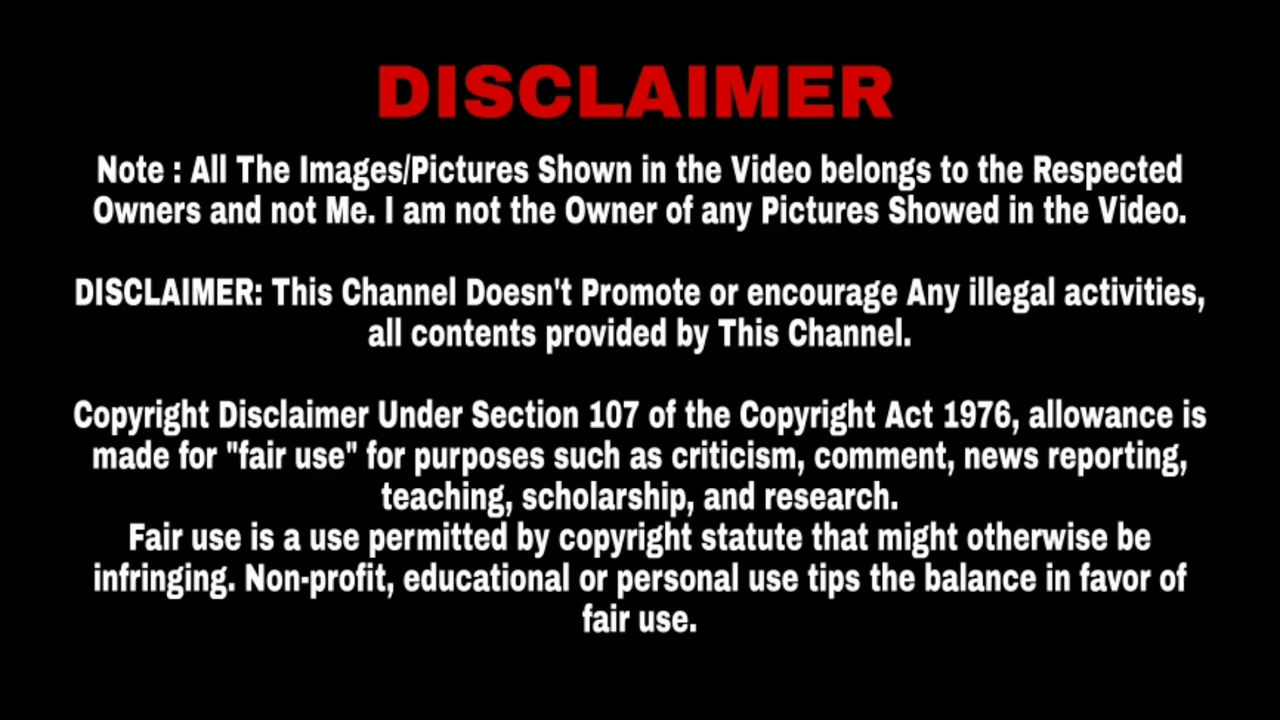 DISCLAIMER
Note : All The Images/Pictures Shown in the Video belongs to the Respected
Owners and not Me. I am not the Owner of any Pictures Showed in the Video.
DISCLAIMER: This Channel Doesn't Promote or encourage Any illegal activities,
all contents provided by This Channel.
Copyright Disclaimer Under Section 107 of the Copyright Act 1976, allowance is
made for "fair use" for purposes such as criticism, comment, news reporting,
teaching, scholarship, and research.
Fair use is a use permitted by copyright statute that might otherwise be
infringing. Non-profit, educational or personal use tips the balance in favor of
fair use.